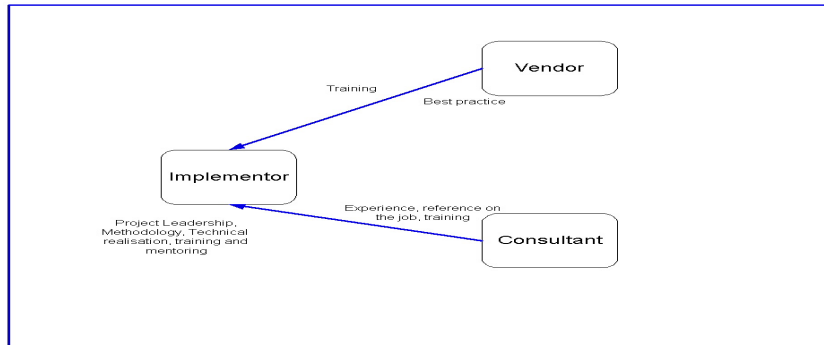 Vendor
Training
Best practice
Implementor
Experience, reference on
the job, training
Project Leadership,
Methodology, Technical
realisation, training and
mentoring
Consultant